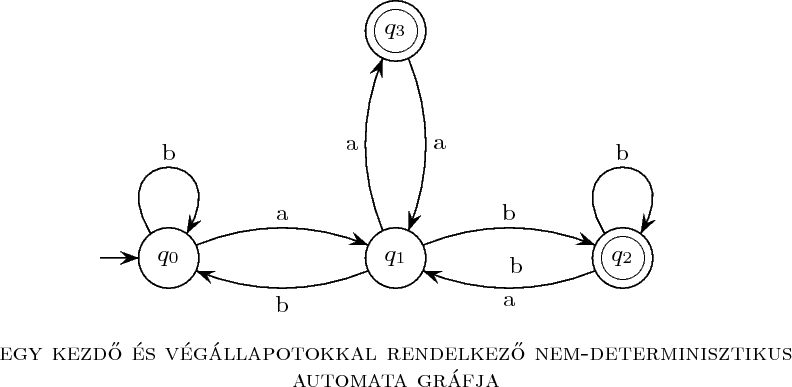 q3
b
a
a
b
a
b
q0
q1
q2
b
b
a
EGY KEZDŐ ÉS VÉGÁLLAPOTOKKAL RENDELKEZŐ NEM-DETERMINISZTIKUS
AUTOMATA GRÁFJA